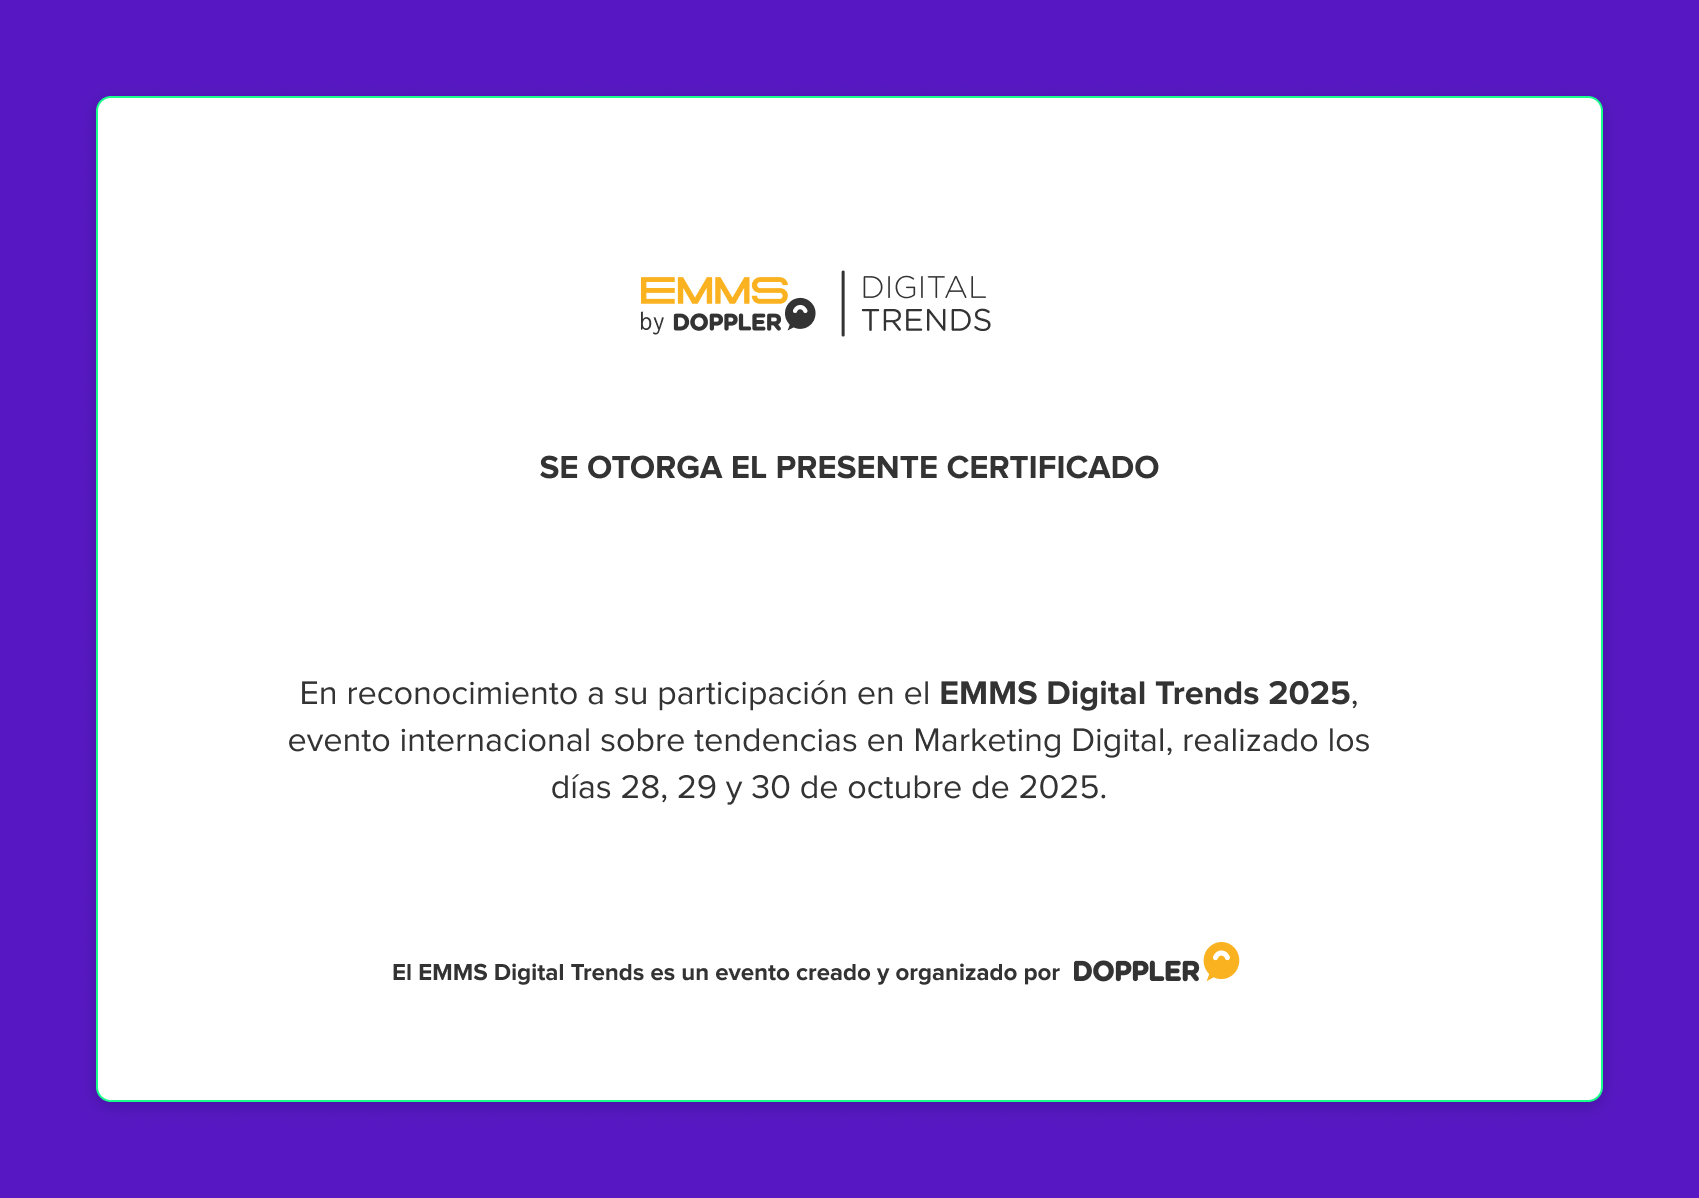 EMMS
by DOPPLER
DIGITAL
TRENDS
SE OTORGA EL PRESENTE CERTIFICADO
En reconocimiento a su participación en el EMMS Digital Trends 2025,
evento internacional sobre tendencias en Marketing Digital, realizado los
días 28, 29 y 30 de octubre de 2025.
El EMMS Digital Trends es un evento creado y organizado por DOPPLER